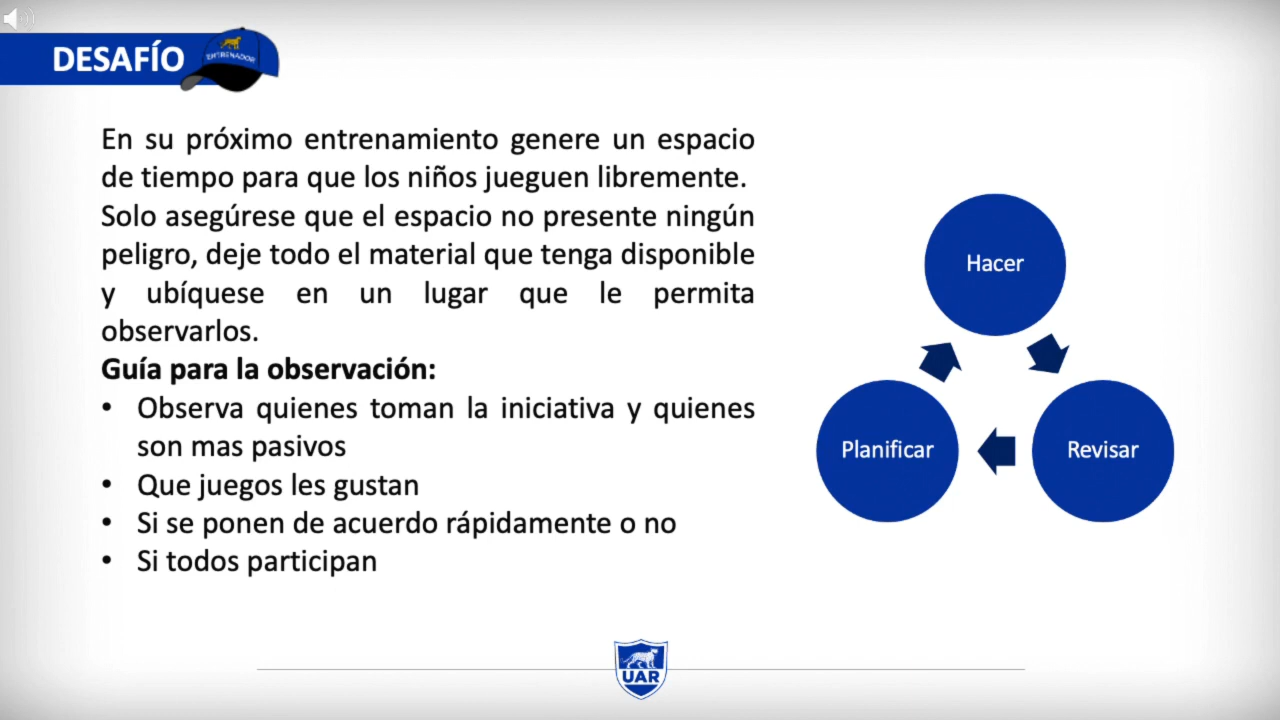 DESAFÍO
ENTRENADOR
En su próximo entrenamiento genere un espacio
de tiempo para que los niños jueguen libremente.
Solo asegúrese que el espacio no presente ningún
peligro, deje todo el material que tenga disponible
y ubíquese en un lugar que le permita
observarlos.
Guía para la observación:
• Observa quienes toman la iniciativa y quienes
son mas pasivos
• Que juegos les gustan
• Si se ponen de acuerdo rápidamente o no
• Si todos participan
Hacer
Planificar
Revisar
UAR